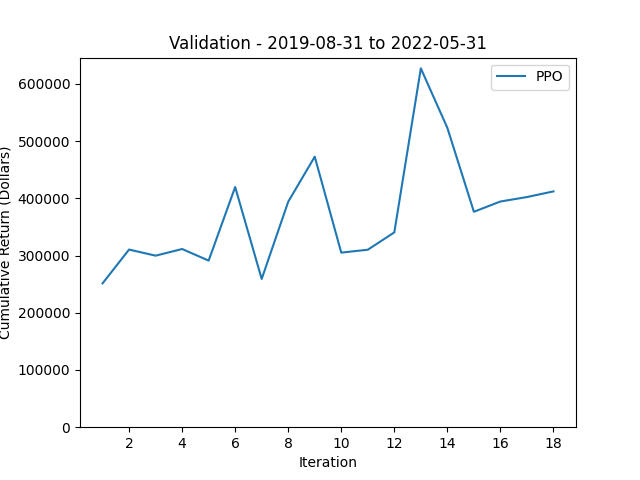 Validation - 2019-08-31 to 2022-05-31
PPO
Cumulative Return (Dollars)
600000
500000
400000
300000
200000
100000
0
2 4 6 8 10 12 14 16 18
Iteration